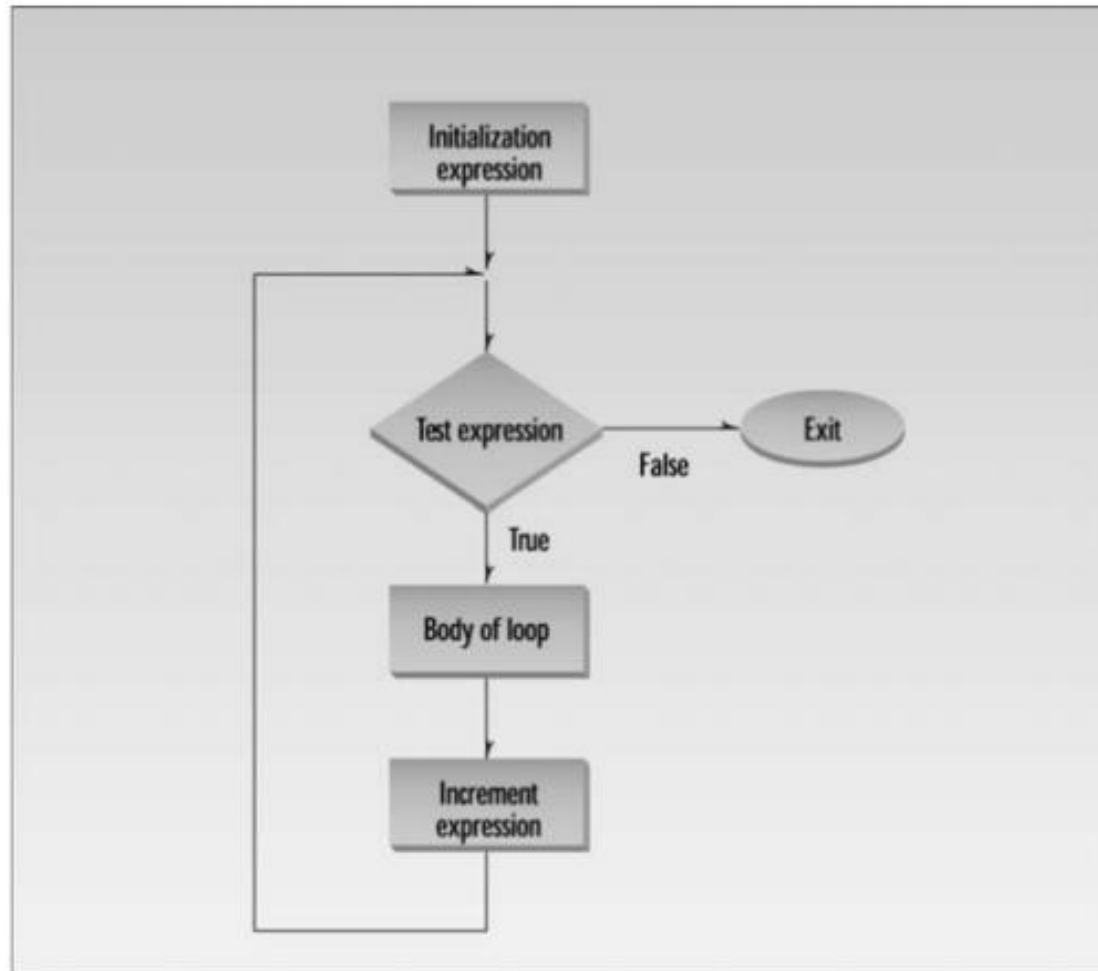 Initialization
expression
Test expression
Exit
False
True
Body of loop
Increment
expression